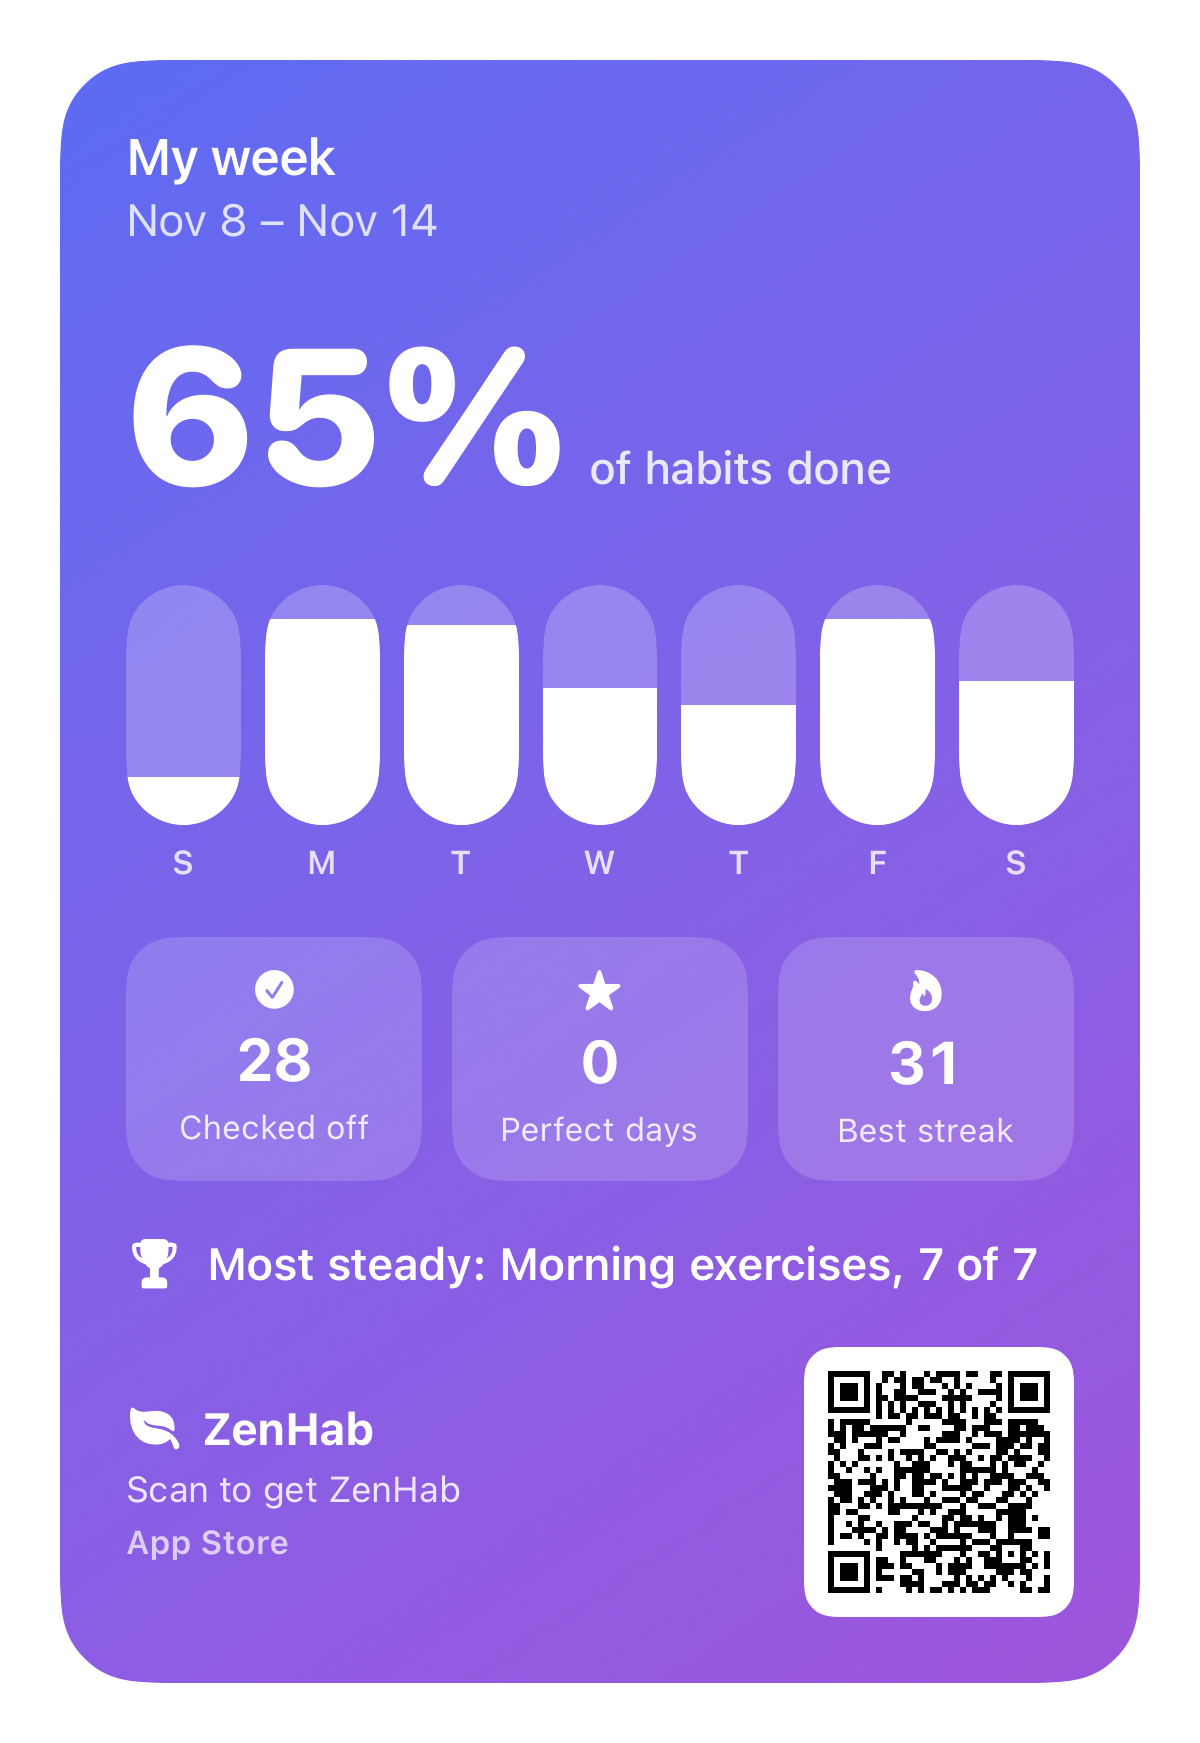 My week
Nov 8 – Nov 14
65% of habits done
S M T W T F S
28
Checked off
0
Perfect days
31
Best streak
Most steady: Morning exercises, 7 of 7
ZenHab
Scan to get ZenHab
App Store